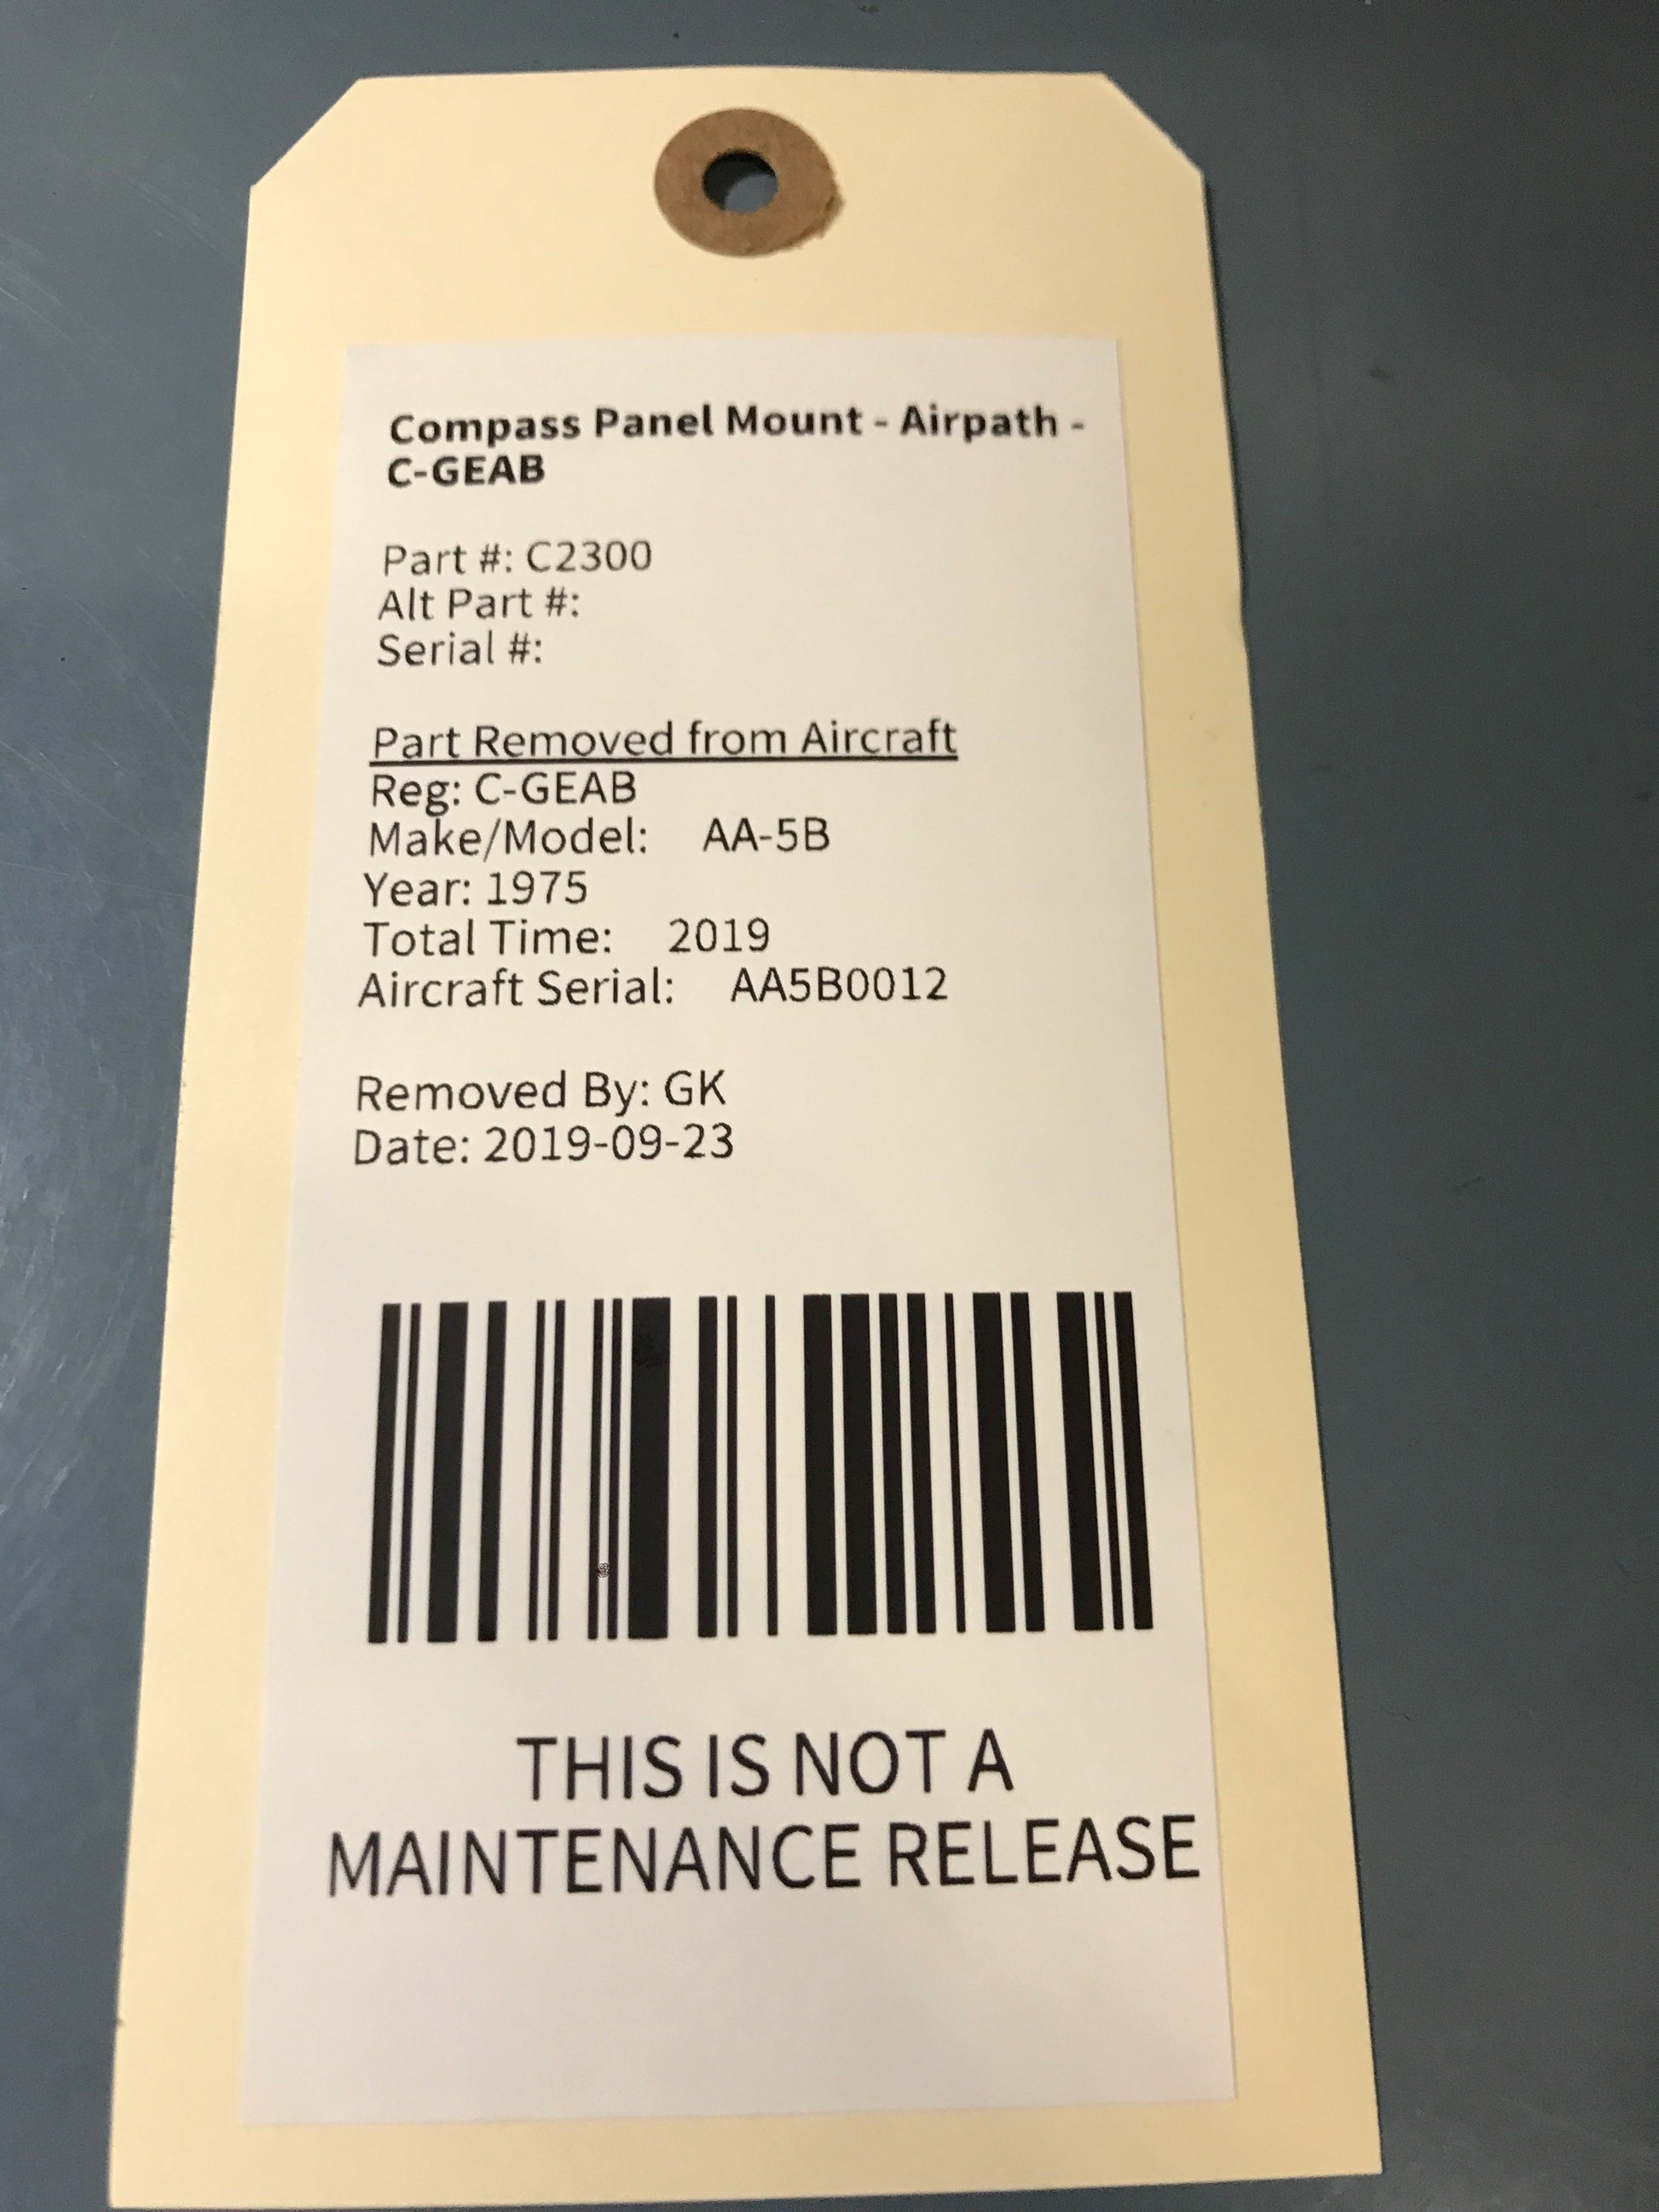 Compass Panel Mount - Airpath -
C-GEAB
Part #: C2300
Alt Part #:
Serial #:
Part Removed from Aircraft
Reg: C-GEAB
Make/Model: AA-5B
Year: 1975
Total Time: 2019
Aircraft Serial: AA5B0012
Removed By: GK
Date: 2019-09-23
THIS IS NOT A
MAINTENANCE RELEASE